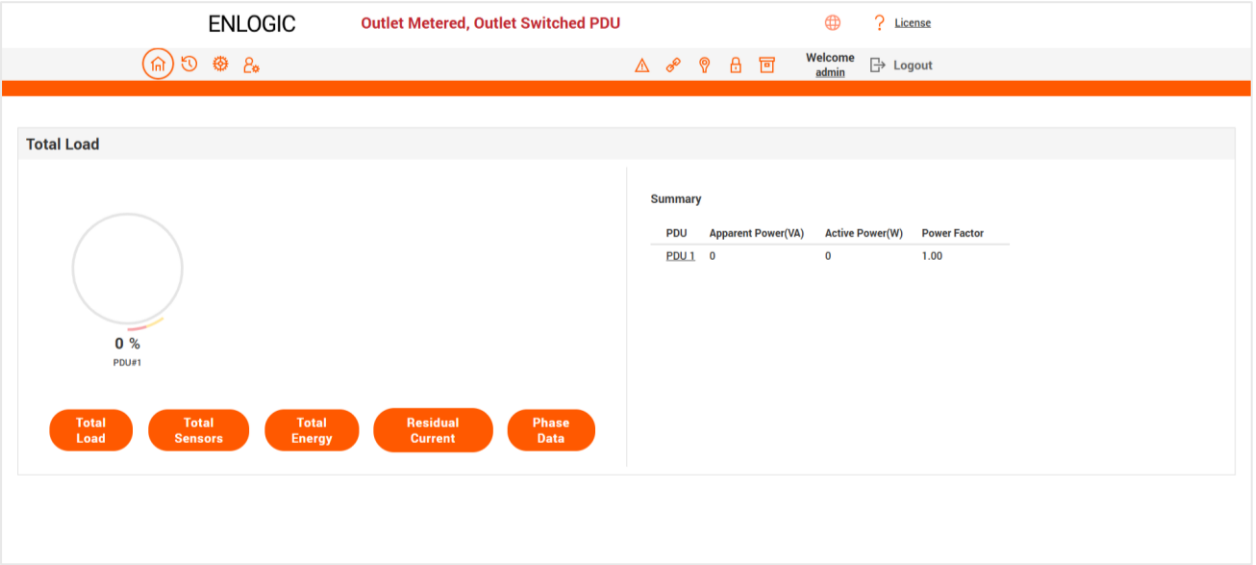 ENLOGIC Outlet Metered, Outlet Switched PDU ? License
Welcome
admin
Logout
Total Load
0 %
PDU#1
Total
Load
Total
Sensors
Total
Energy
Residual
Current
Phase
Data
Summary
PDU Apparent Power(VA) Active Power(W) Power Factor
PDU 1 0 0 1.00